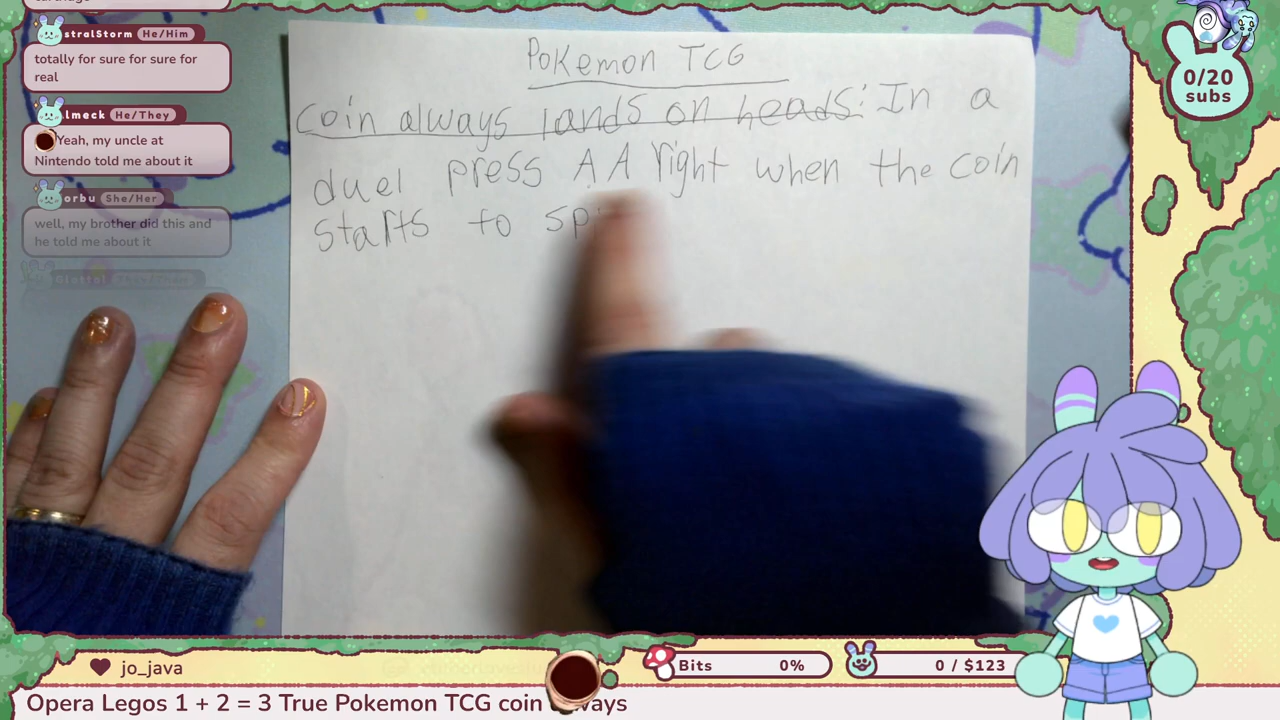 stralStorm He/Him
totally for sure for sure for
real
lmeck He/They
Yeah, my uncle at
Nintendo told me about it
orbu She/Her
well, my brother did this and
he told me about it
Pokemon TCG
Coin always lands on heads: In a
duel press A A right when the coin
starts to
0/20
subs
jo_java
Bits 0%
0 / $123
Opera Legos 1 + 2 = 3 True Pokemon TCG coin